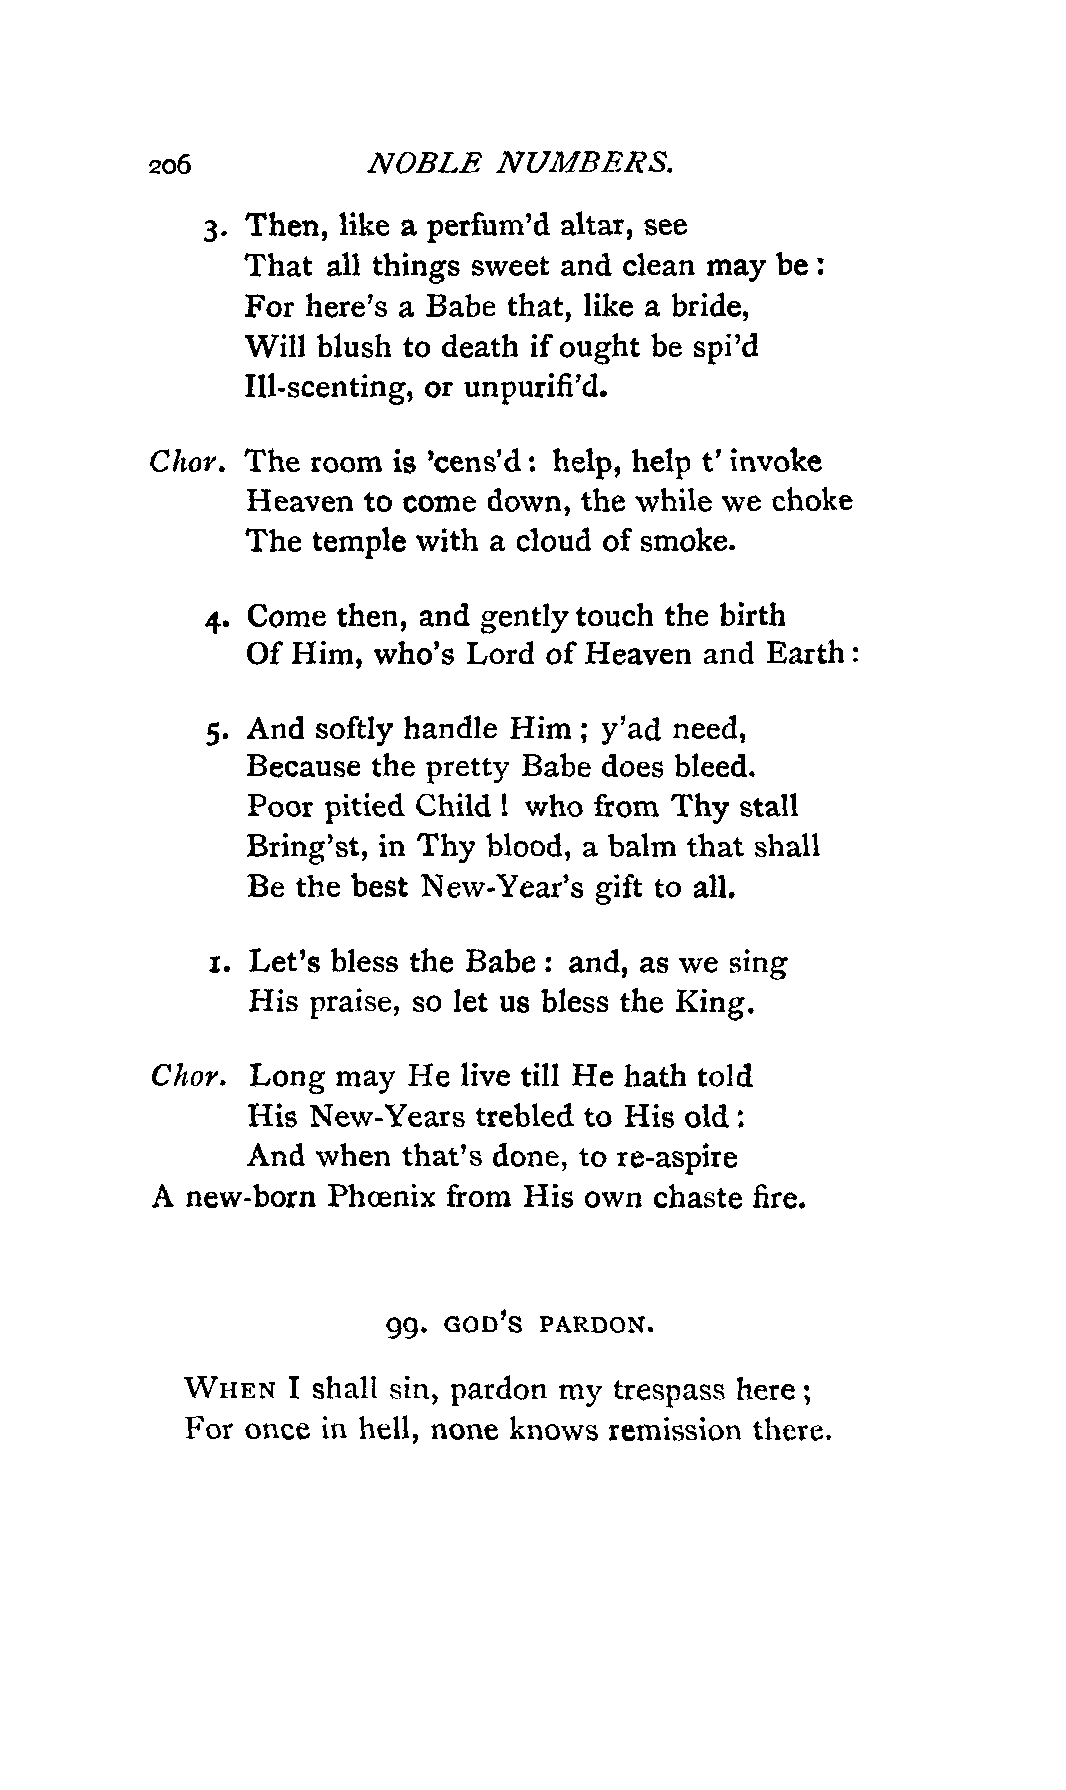 206 NOBLE NUMBERS.
3. Then, like a perfum'd altar, see
That all things sweet and clean may be :
For here's a Babe that, like a bride,
Will blush to death if ought be spi'd
Ill-scenting, or unpurifi'd.
Chor. The room is 'cens'd : help, help t' invoke
Heaven to come down, the while we choke
The temple with a cloud of smoke.
4. Come then, and gently touch the birth
Of Him, who's Lord of Heaven and Earth :
5. And softly handle Him ; y'ad need,
Because the pretty Babe does bleed.
Poor pitied Child ! who from Thy stall
Bring'st, in Thy blood, a balm that shall
Be the best New-Year's gift to all.
1. Let's bless the Babe : and, as we sing
His praise, so let us bless the King.
Chor. Long may He live till He hath told
His New-Years trebled to His old :
And when that's done, to re-aspire
A new-born Phœnix from His own chaste fire.
99. GOD'S PARDON.
WHEN I shall sin, pardon my trespass here ;
For once in hell, none knows remission there.